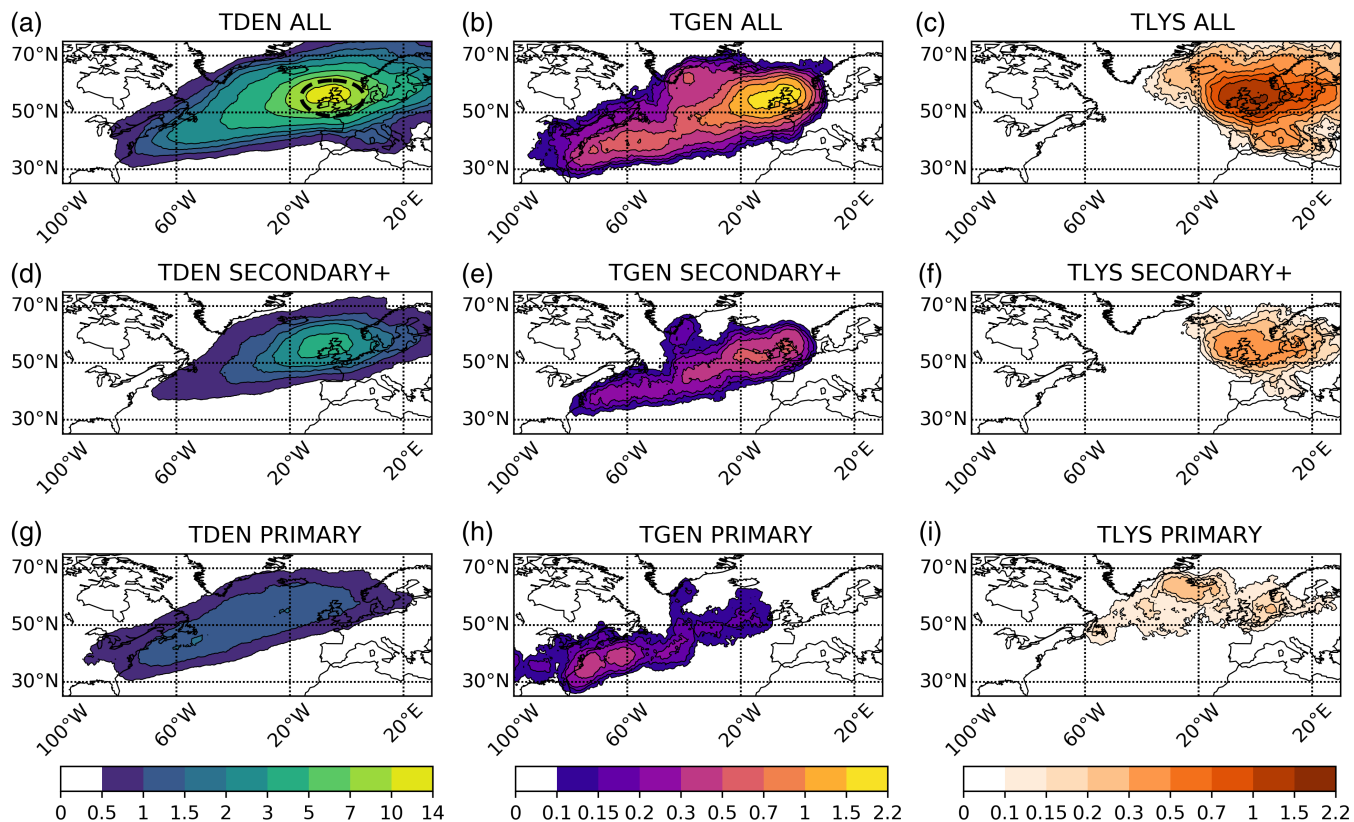 (a) TDEN ALL (b) TGEN ALL (c) TLYS ALL
70°N 70°N 70°N
50°N 50°N 50°N
30°N 30°N 30°N
100°W 60°W 20°W 20°E 100°W 60°W 20°W 20°E 100°W 60°W 20°W 20°E
(d) TDEN SECONDARY+ (e) TGEN SECONDARY+ (f) TLYS SECONDARY+
70°N 70°N 70°N
50°N 50°N 50°N
30°N 30°N 30°N
100°W 60°W 20°W 20°E 100°W 60°W 20°W 20°E 100°W 60°W 20°W 20°E
(g) TDEN PRIMARY (h) TGEN PRIMARY (i) TLYS PRIMARY
70°N 70°N 70°N
50°N 50°N 50°N
30°N 30°N 30°N
100°W 60°W 20°W 20°E 100°W 60°W 20°W 20°E 100°W 60°W 20°W 20°E
0 0.5 1 1.5 2 3 5 7 10 14 0 0.1 0.15 0.2 0.3 0.5 0.7 1 1.5 2.2 0 0.1 0.15 0.2 0.3 0.5 0.7 1 1.5 2.2